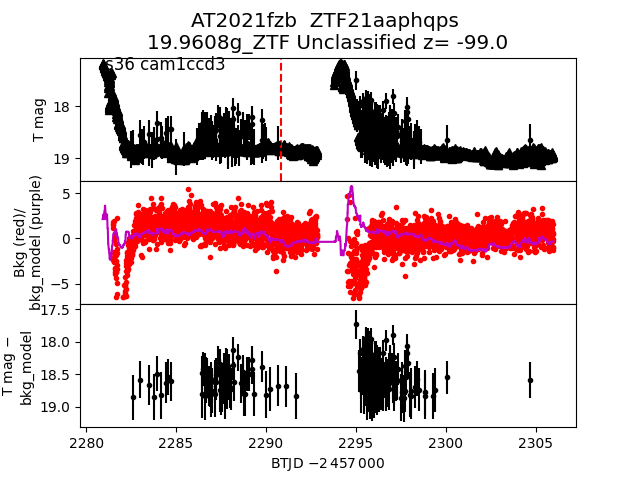 AT2021fzb  ZTF21aaphqps
19.9608g_ZTF Unclassified z= -99.0
s36 cam1ccd3
T mag
18
19
Bkg (red)/
bkg_model (purple)
5
0
−5
T mag −
bkg_model
17.5
18.0
18.5
19.0
2280
2285
2290
2295
2300
2305
BTJD −2 457 000